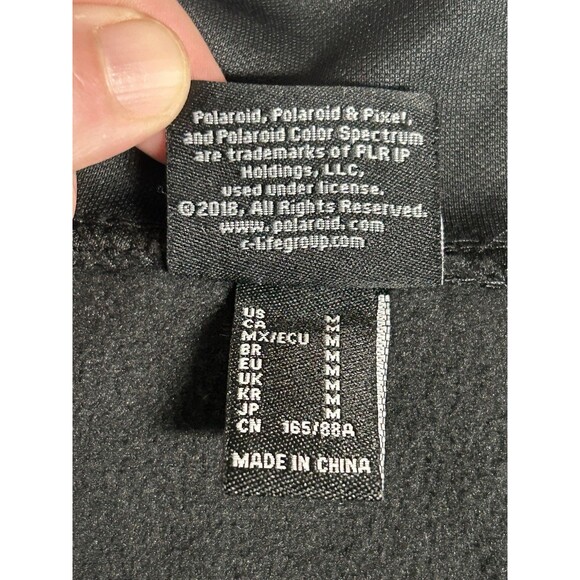 Polaroid, Polaroid & Pixel,
and Polaroid Color Spectrum
are trademarks of PLR IP
Holdings, LLC,
used under license.
©2018, All Rights Reserved.
www.polaroid.com
c-lifegroup.com
US M
CA M
MX/ECU M
BR M
EU M
UK M
KR M
JP M
CN 165/88A
MADE IN CHINA